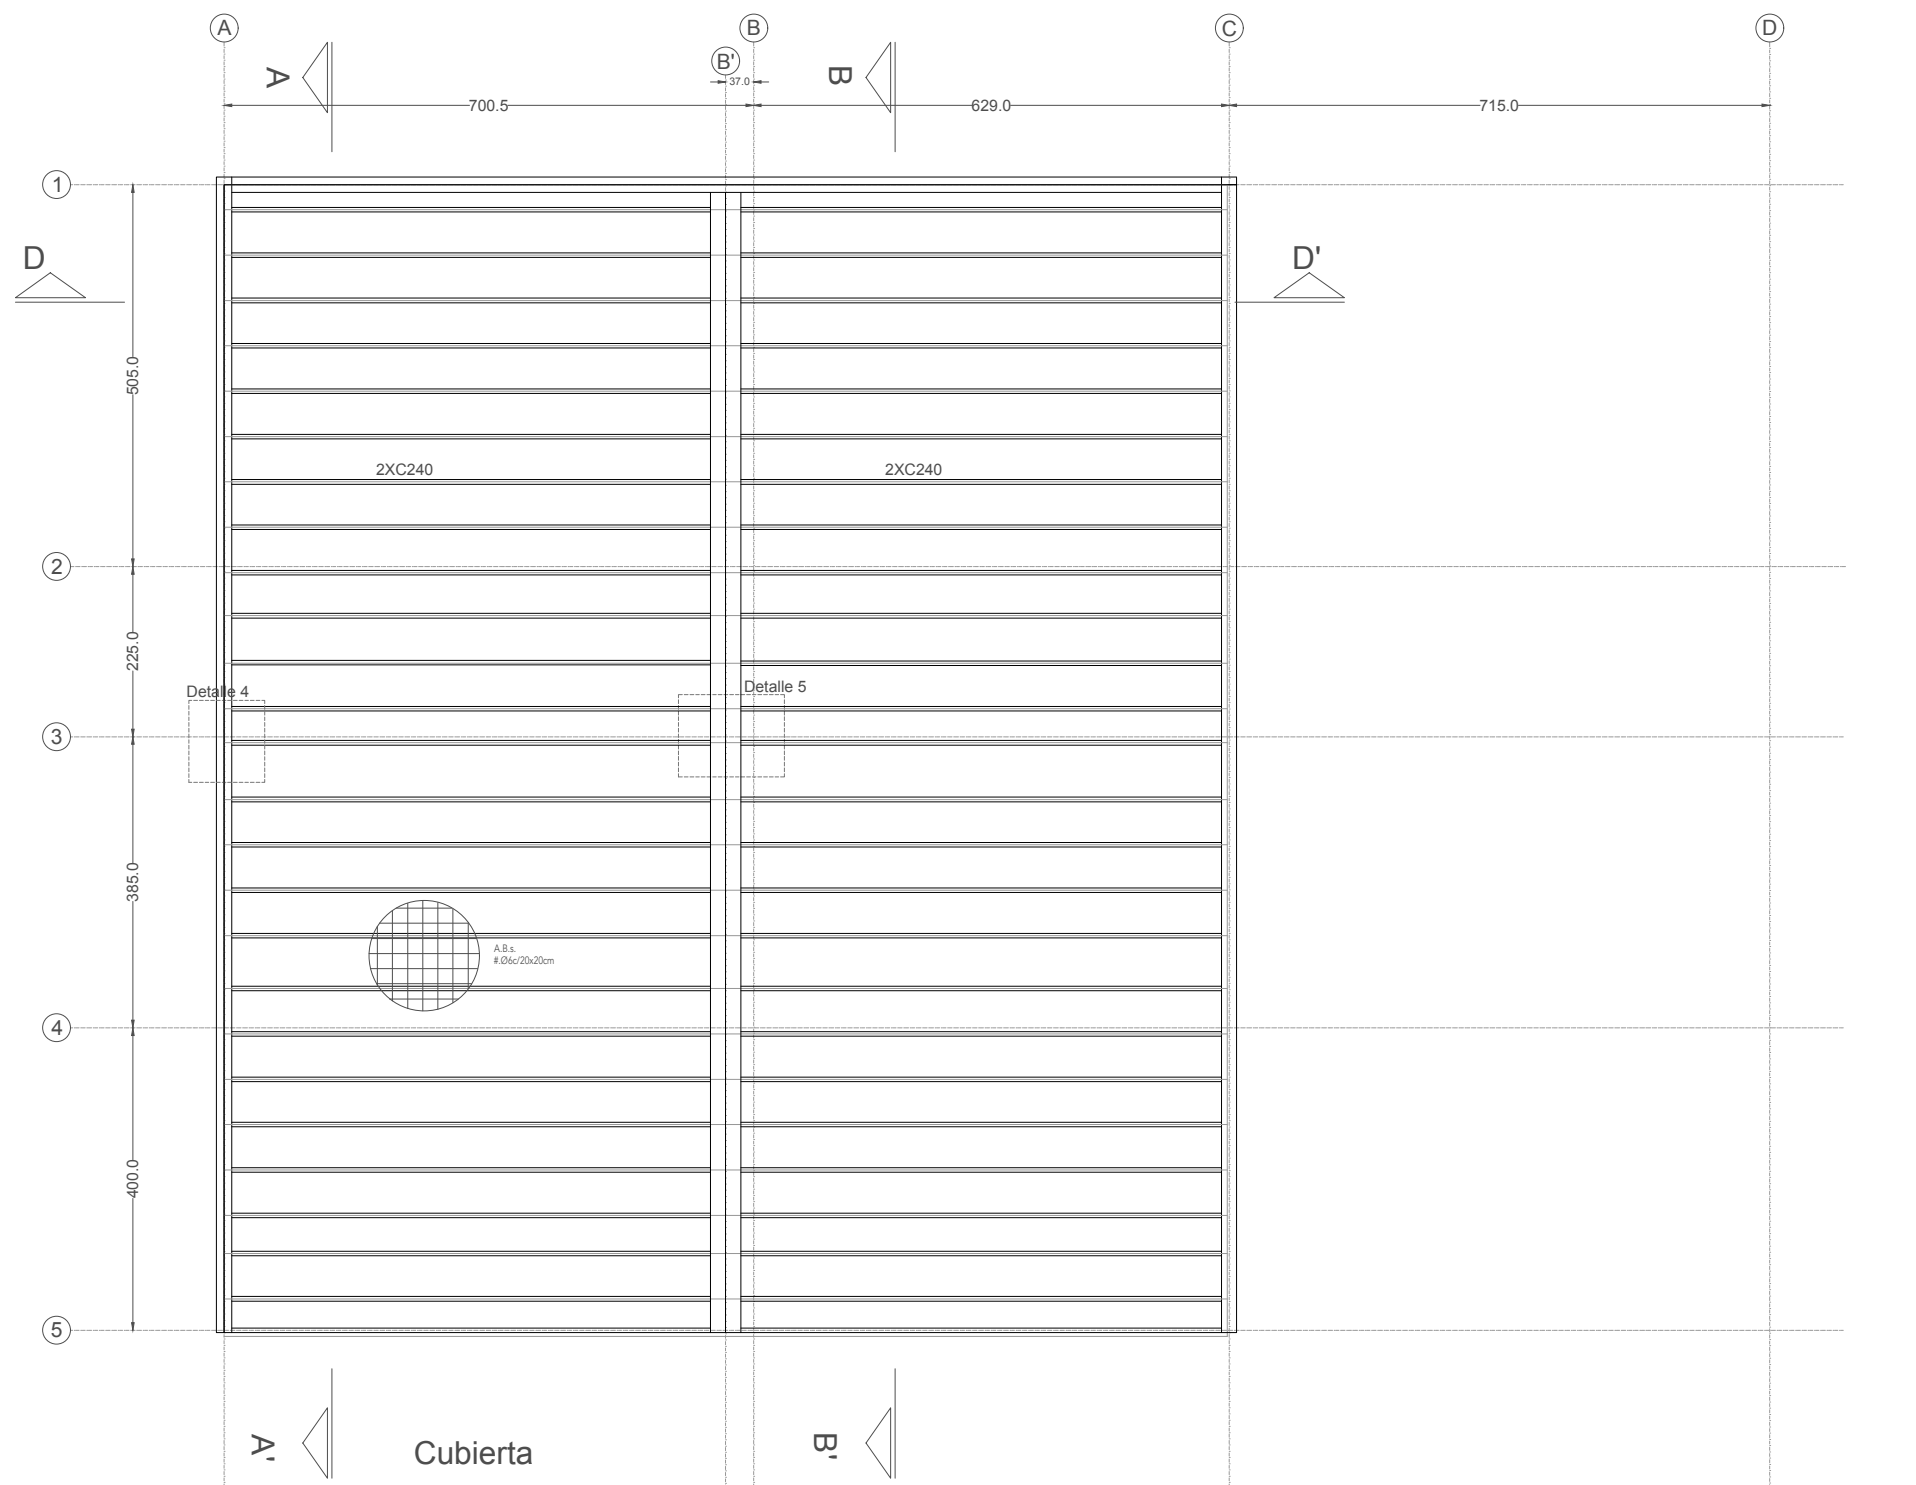 A
B
C
D
B'
A
B
37.0
700.5
629.0
715.0
1
D
D'
505.0
2XC240
2XC240
2
225.0
Detalle 4
Detalle 5
3
385.0
A.B.s.
#.Ø6c/20x20cm
4
400.0
5
A'
Cubierta
B'